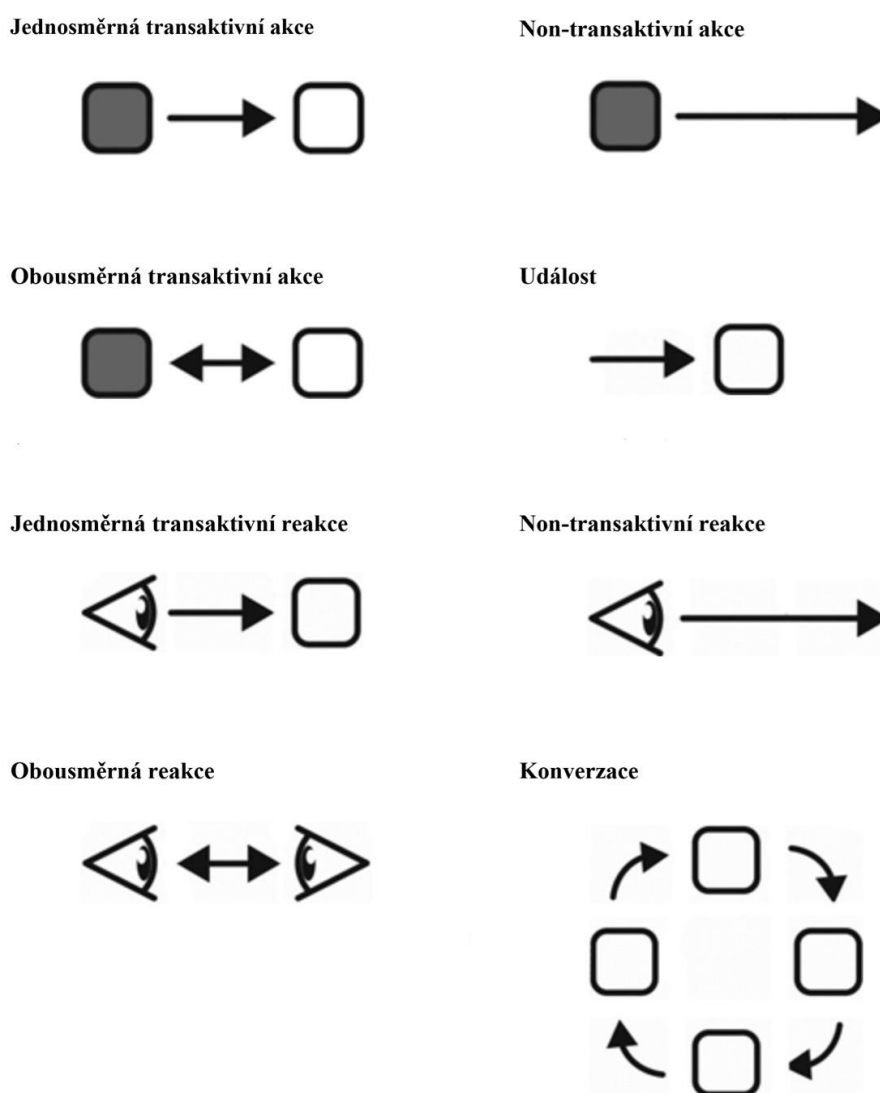 Jednosměrná transaktivní akce
Non-transaktivní akce
Obousměrná transaktivní akce
Událost
Jednosměrná transaktivní reakce
Non-transaktivní reakce
Obousměrná reakce
Konverzace